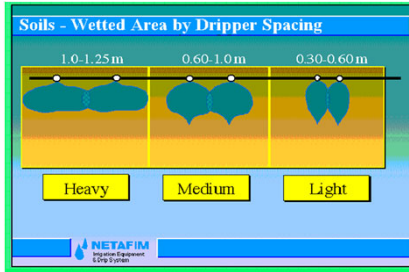 Soils - Wetted Area by Dripper Spacing
1.0-1.25 m 0.60-1.0 m 0.30-0.60 m
Heavy Medium Light
NETAFIM
Irrigation Equipment
& Drip System